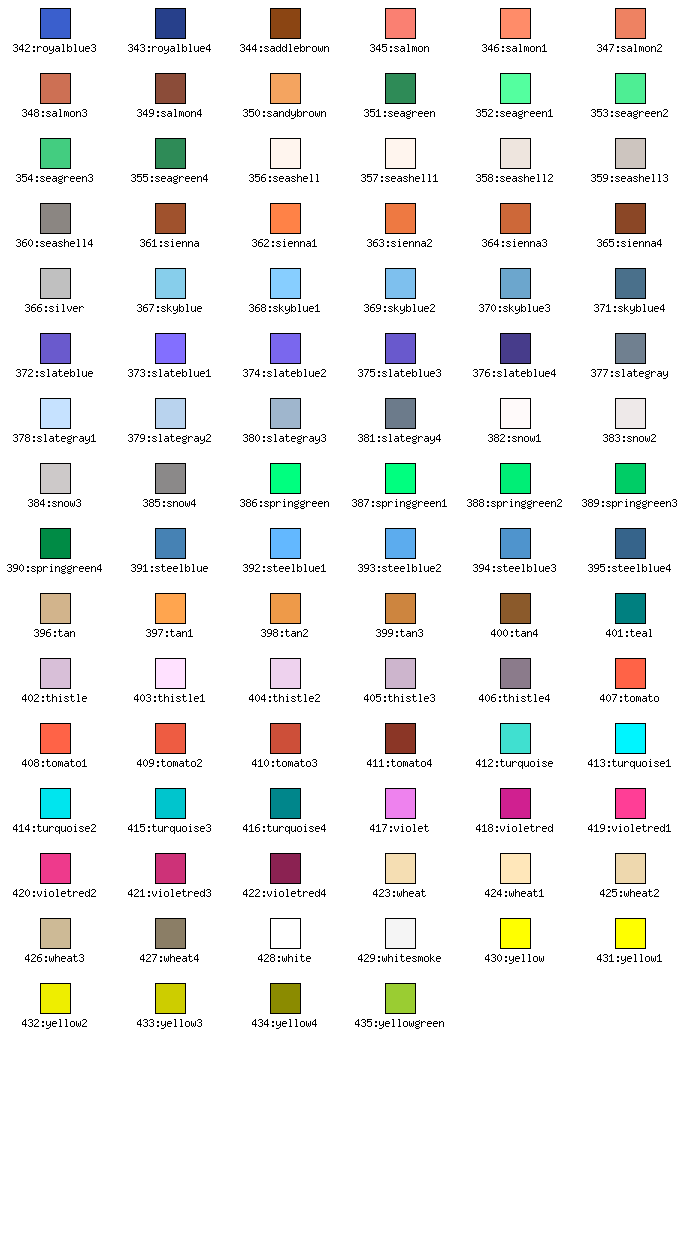 342:royalblue3 343:royalblue4 344:saddlebrown 345:salmon 346:salmon1 347:salmon2
348:salmon3 349:salmon4 350:sandybrown 351:seagreen 352:seagreen1 353:seagreen2
354:seagreen3 355:seagreen4 356:seashell 357:seashell1 358:seashell2 359:seashell3
360:seashell4 361:sienna 362:sienna1 363:sienna2 364:sienna3 365:sienna4
366:silver 367:skyblue 368:skyblue1 369:skyblue2 370:skyblue3 371:skyblue4
372:slateblue 373:slateblue1 374:slateblue2 375:slateblue3 376:slateblue4 377:slategray
378:slategray1 379:slategray2 380:slategray3 381:slategray4 382:snow1 383:snow2
384:snow3 385:snow4 386:springgreen 387:springgreen1 388:springgreen2 389:springgreen3
390:springgreen4 391:steelblue 392:steelblue1 393:steelblue2 394:steelblue3 395:steelblue4
396:tan 397:tan1 398:tan2 399:tan3 400:tan4 401:teal
402:thistle 403:thistle1 404:thistle2 405:thistle3 406:thistle4 407:tomato
408:tomato1 409:tomato2 410:tomato3 411:tomato4 412:turquoise 413:turquoise1
414:turquoise2 415:turquoise3 416:turquoise4 417:violet 418:violetred 419:violetred1
420:violetred2 421:violetred3 422:violetred4 423:wheat 424:wheat1 425:wheat2
426:wheat3 427:wheat4 428:white 429:whitesmoke 430:yellow 431:yellow1
432:yellow2 433:yellow3 434:yellow4 435:yellowgreen